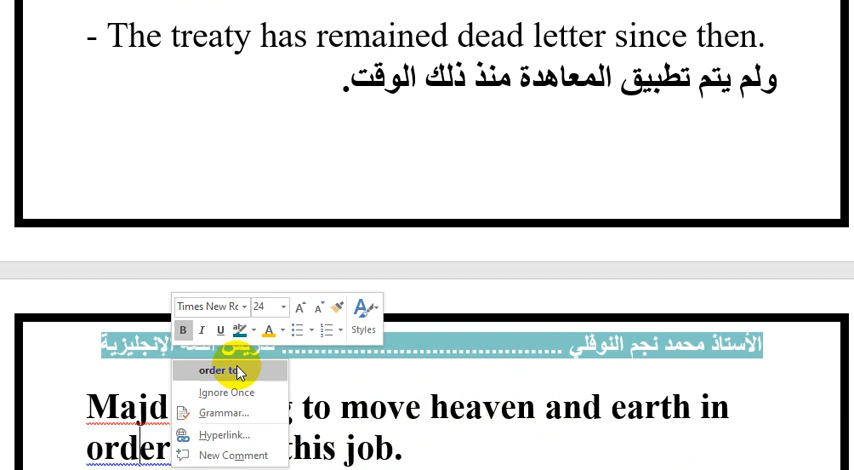 - The treaty has remained dead letter since then.
ولم يتم تطبيق المعاهدة منذ ذلك الوقت.
Times New Rc 24
B I U ab A Styles
الأستاذ محمد نجم النوفلي ........................................... الإنجليزية
order to
Ignore Once
Grammar...
Hyperlink...
New Comment
Majd g to move heaven and earth in
order this job.